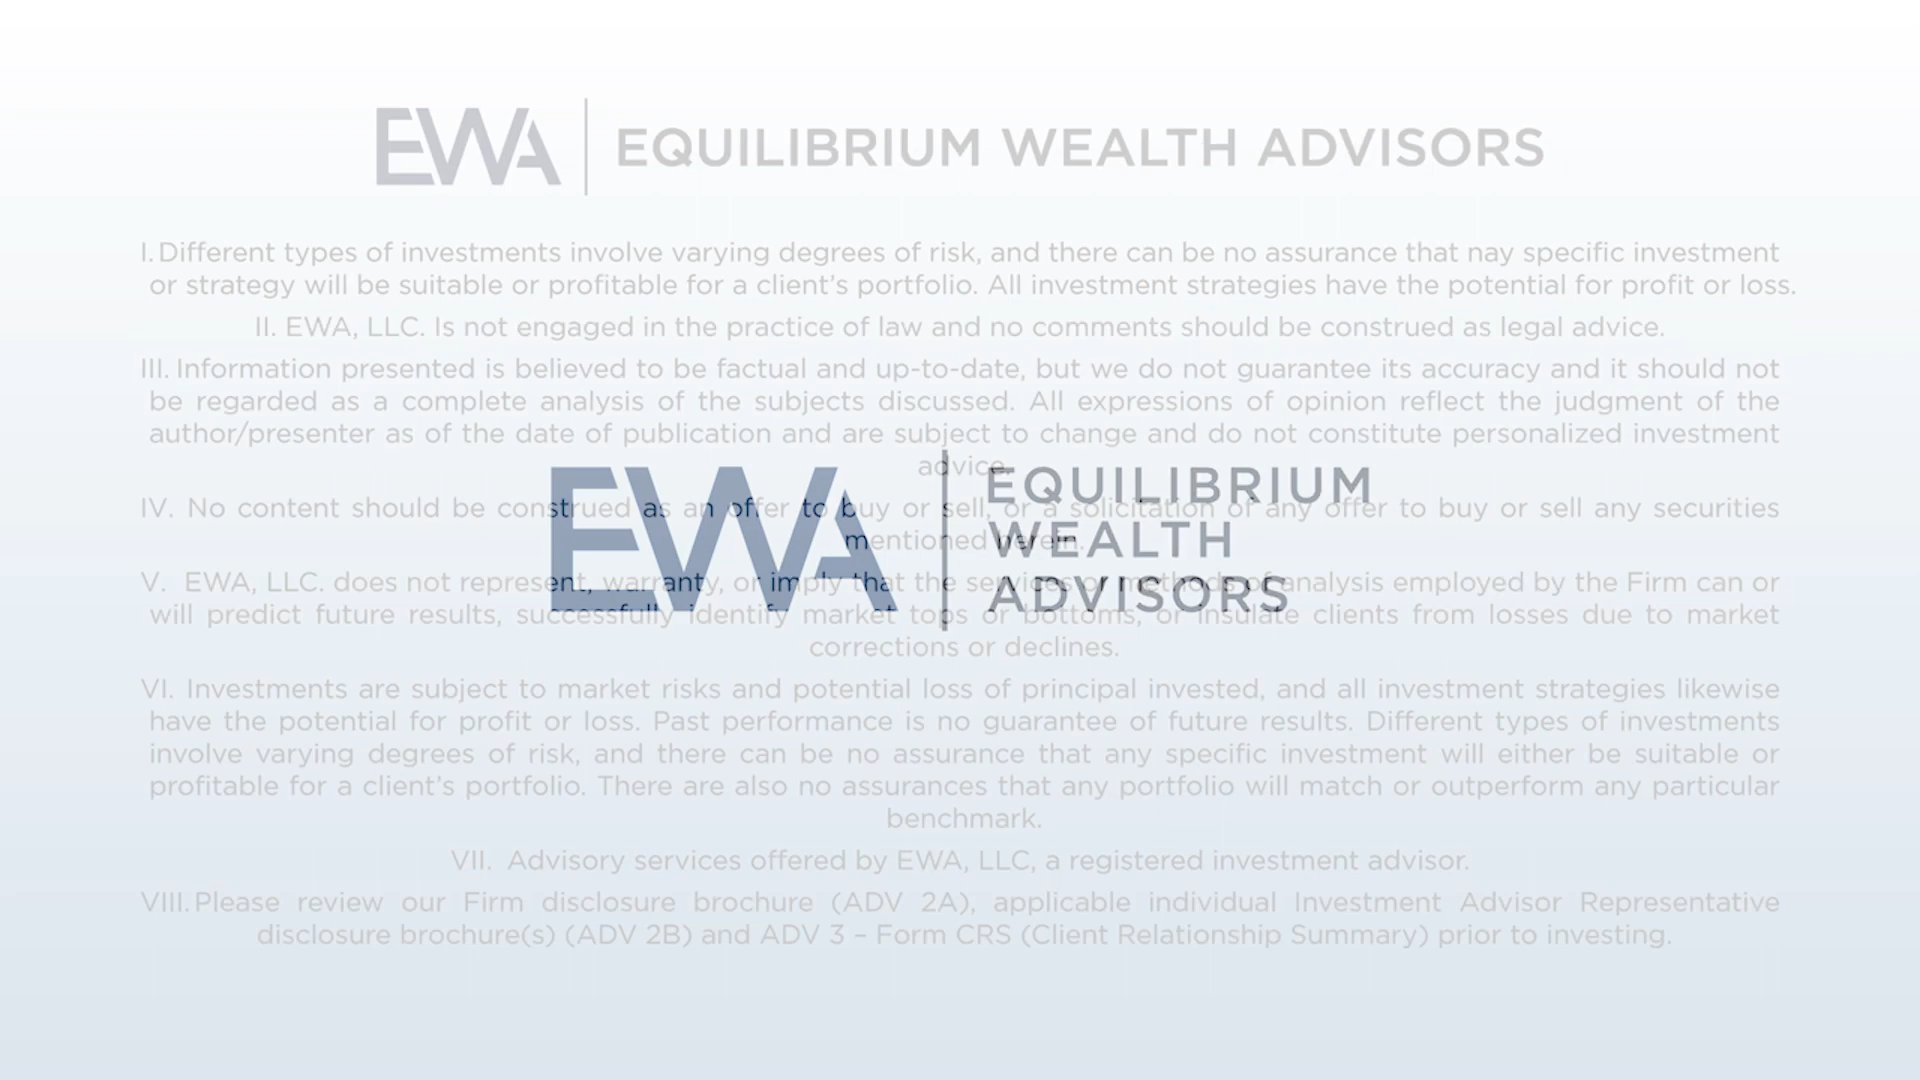 EWA EQUILIBRIUM WEALTH ADVISORS
I. Different types of investments involve varying degrees of risk, and there can be no assurance that nay specific investment
or strategy will be suitable or profitable for a client's portfolio. All investment strategies have the potential for profit or loss.
II. EWA, LLC. Is not engaged in the practice of law and no comments should be construed as legal advice.
III. Information presented is believed to be factual and up-to-date, but we do not guarantee its accuracy and it should not
be regarded as a complete analysis of the subjects discussed. All expressions of opinion reflect the judgment of the
author/presenter as of the date of publication and are subject to change and do not constitute personalized investment
advice.
IV. No content should be construed as an offer to buy or sell, or a solicitation of any offer to buy or sell any securities
mentioned herein.
V. EWA, LLC. does not represent, warranty, or imply that the services or methods of analysis employed by the Firm can or
will predict future results, successfully identify market tops or bottoms, or insulate clients from losses due to market
corrections or declines.
VI. Investments are subject to market risks and potential loss of principal invested, and all investment strategies likewise
have the potential for profit or loss. Past performance is no guarantee of future results. Different types of investments
involve varying degrees of risk, and there can be no assurance that any specific investment will either be suitable or
profitable for a client's portfolio. There are also no assurances that any portfolio will match or outperform any particular
benchmark.
VII. Advisory services offered by EWA, LLC, a registered investment advisor.
VIII. Please review our Firm disclosure brochure (ADV 2A), applicable individual Investment Advisor Representative
disclosure brochure(s) (ADV 2B) and ADV 3 – Form CRS (Client Relationship Summary) prior to investing.
EWA
EQUILIBRIUM
WEALTH
ADVISORS